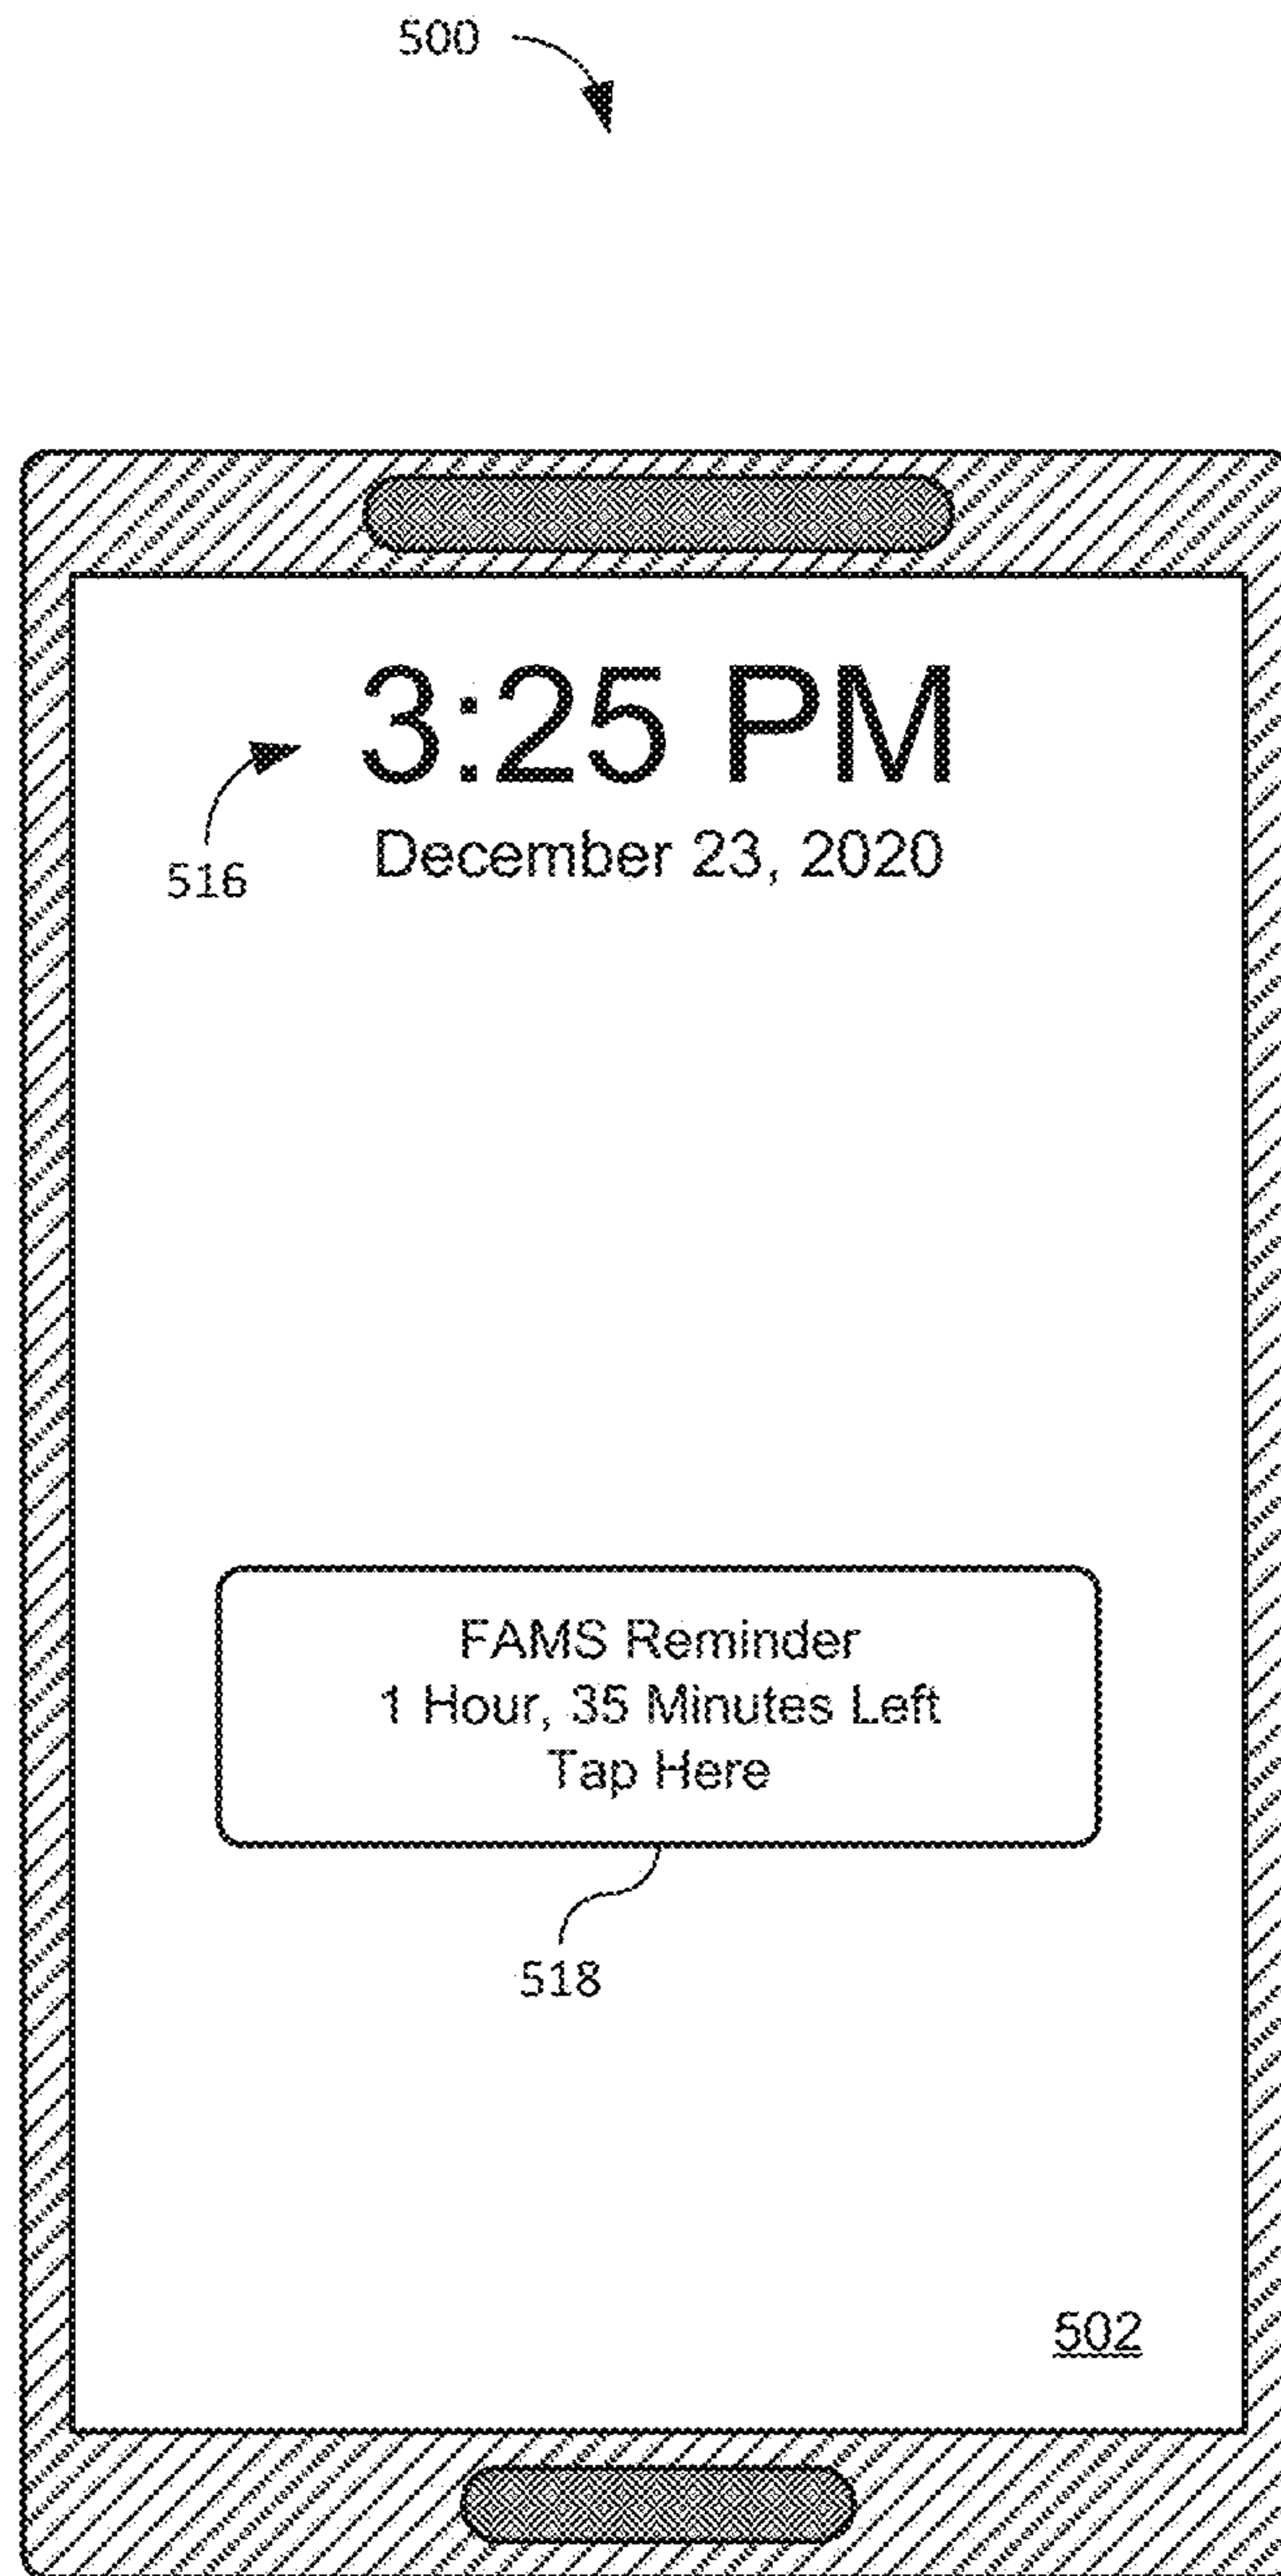 500
3:25 PM
516
December 23, 2020
FAMS Reminder
1 Hour, 35 Minutes Left
Tap Here
518
502